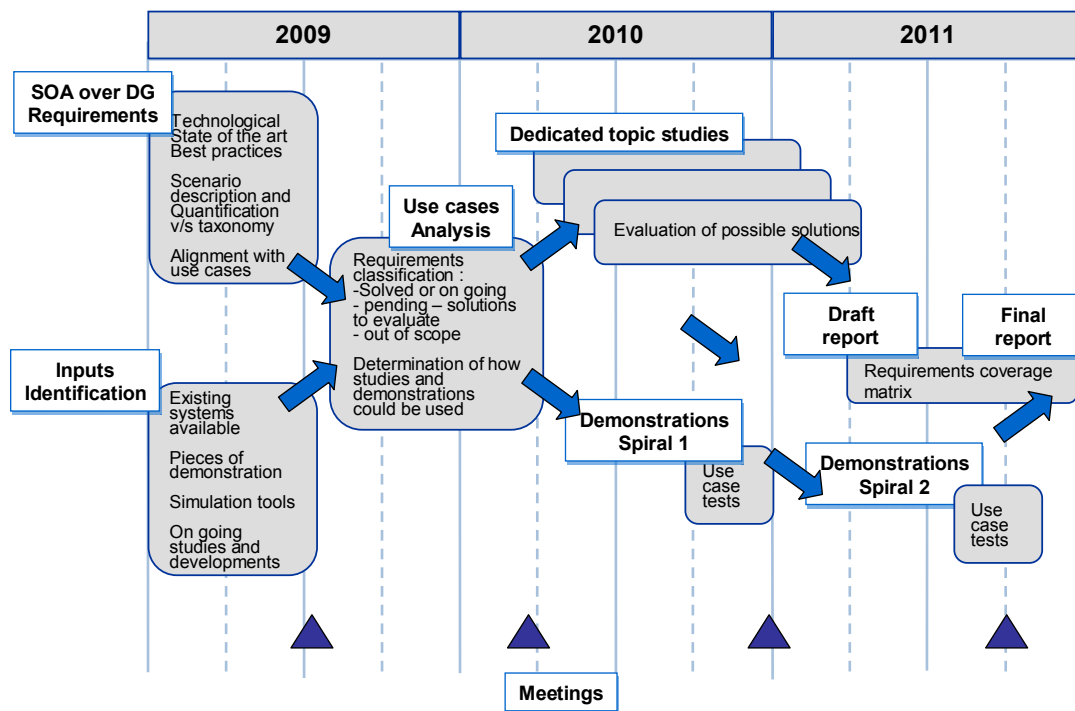 2009
2010
2011
SOA over DG
Requirements
Technological
State of the art
Best practices
Scenario
description and
Quantification
v/s taxonomy
Alignment with
use cases
Inputs
Identification
Existing
systems
available
Pieces of
demonstration
Simulation tools
On going
studies and
developments
Use cases
Analysis
Requirements
classification :
-Solved or on going
- pending – solutions
to evaluate
- out of scope
Determination of how
studies and
demonstrations
could be used
Dedicated topic studies
Evaluation of possible solutions
Demonstrations
Spiral 1
Use
case
tests
Draft
report
Final
report
Requirements coverage
matrix
Demonstrations
Spiral 2
Use
case
tests
Meetings